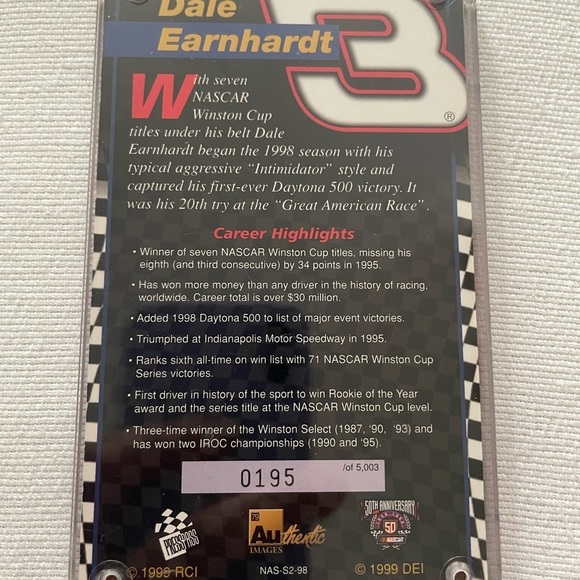 Dale
Earnhardt
3
®
With seven
NASCAR
Winston Cup
titles under his belt Dale
Earnhardt began the 1998 season with his
typical aggressive “Intimidator” style and
captured his first-ever Daytona 500 victory. It
was his 20th try at the “Great American Race”.
Career Highlights
• Winner of seven NASCAR Winston Cup titles, missing his
eighth (and third consecutive) by 34 points in 1995.
• Has won more money than any driver in the history of racing,
worldwide. Career total is over $30 million.
• Added 1998 Daytona 500 to list of major event victories.
• Triumphed at Indianapolis Motor Speedway in 1995.
• Ranks sixth all-time on win list with 71 NASCAR Winston Cup
Series victories.
• First driver in history of the sport to win Rookie of the Year
award and the series title at the NASCAR Winston Cup level.
• Three-time winner of the Winston Select (1987, ’90, ’93) and
has won two IROC championships (1990 and ’95).
0195
/of 5,003
PRESS PASS
79
Authentic
IMAGES
50TH ANNIVERSARY
50
NASCAR
© 1999 RCI
NAS-S2-98
© 1999 DEI